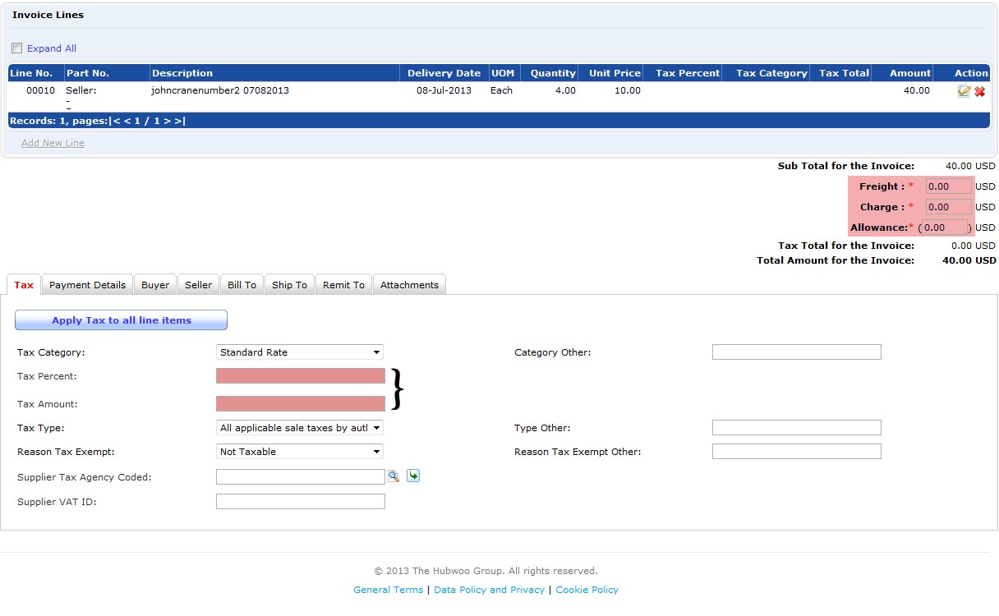 Invoice Lines
Expand All
Line No. Part No. Description Delivery Date UOM Quantity Unit Price Tax Percent Tax Category Tax Total Amount Action
00010 Seller: johncranenumber2 07082013 08-Jul-2013 Each 4.00 10.00 40.00
-
-
Records: 1, pages:|< < 1 / 1 > >|
Add New Line
Sub Total for the Invoice: 40.00 USD
Freight : * 0.00 USD
Charge : * 0.00 USD
Allowance:* (0.00) USD
Tax Total for the Invoice: 0.00 USD
Total Amount for the Invoice: 40.00 USD
Tax Payment Details Buyer Seller Bill To Ship To Remit To Attachments
Apply Tax to all line items
Tax Category: Standard Rate Category Other:
Tax Percent:
}
Tax Amount:
Tax Type: All applicable sale taxes by autl Type Other:
Reason Tax Exempt: Not Taxable Reason Tax Exempt Other:
Supplier Tax Agency Coded:
Supplier VAT ID:
© 2013 The Hubwoo Group. All rights reserved.
General Terms | Data Policy and Privacy | Cookie Policy